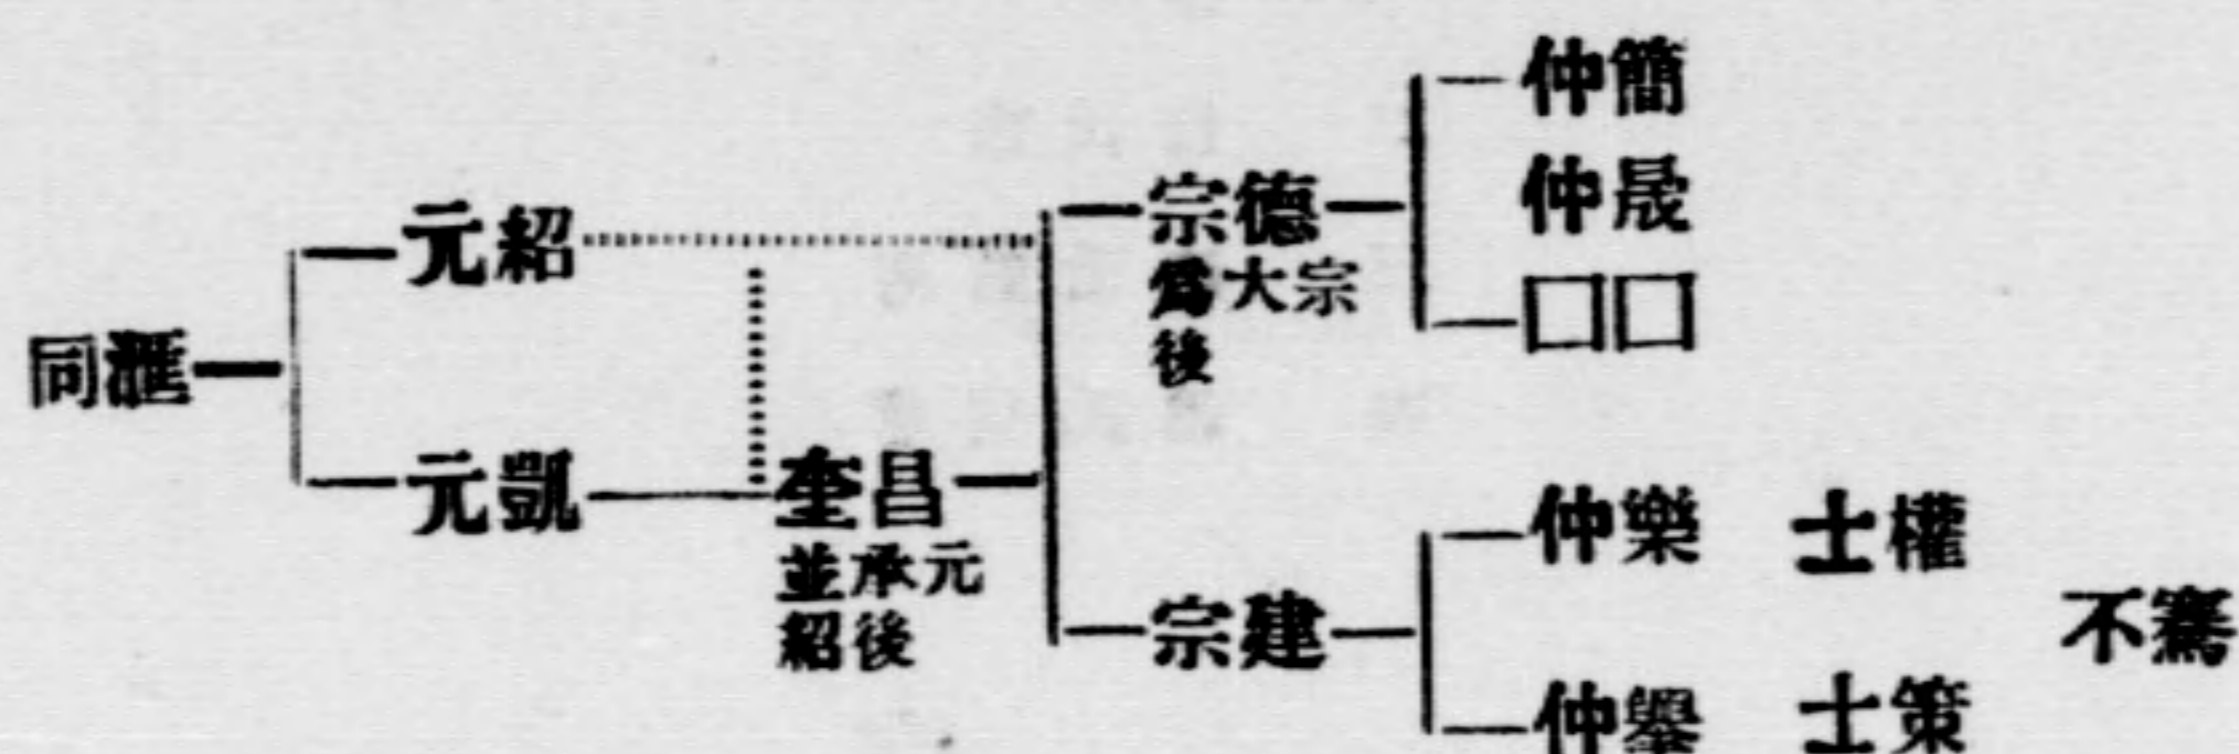 同滙
元紹
元凱
奎昌
並承元
紹後
宗德
為大宗
後
宗建
仲簡
仲晟
□□
仲樂
士權
仲舉
士策
不騫